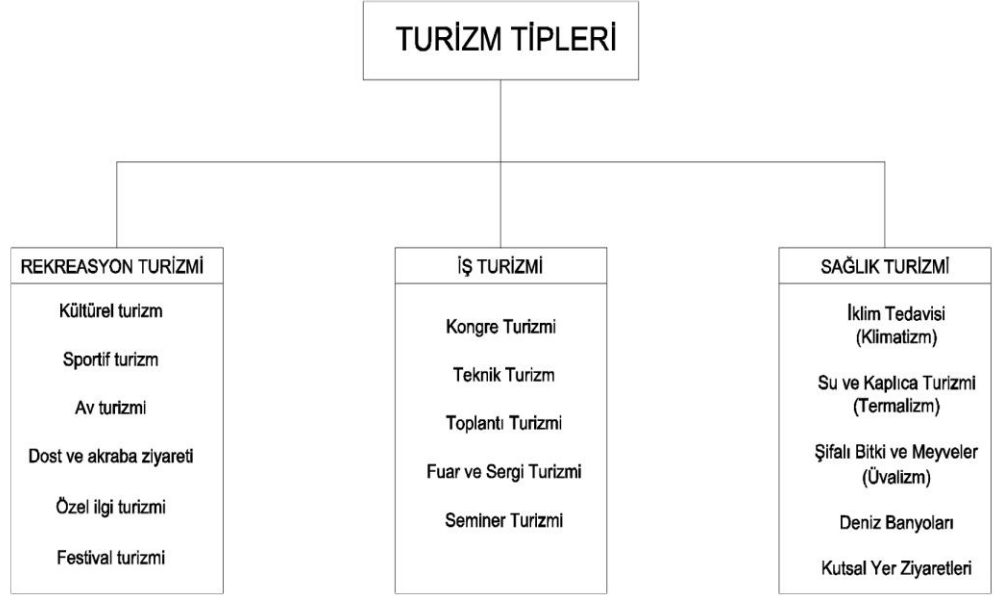 TURİZM TİPLERİ
REKREASYON TURİZMİ
Kültürel turizm
Sportif turizm
Av turizmi
Dost ve akraba ziyareti
Özel ilgi turizmi
Festival turizmi
İŞ TURİZMİ
Kongre Turizmi
Teknik Turizm
Toplantı Turizmi
Fuar ve Sergi Turizmi
Seminer Turizmi
SAĞLIK TURİZMİ
İklim Tedavisi
(Klimatizm)
Su ve Kaplıca Turizmi
(Termalizm)
Şifalı Bitki ve Meyveler
(Üvalizm)
Deniz Banyoları
Kutsal Yer Ziyaretleri